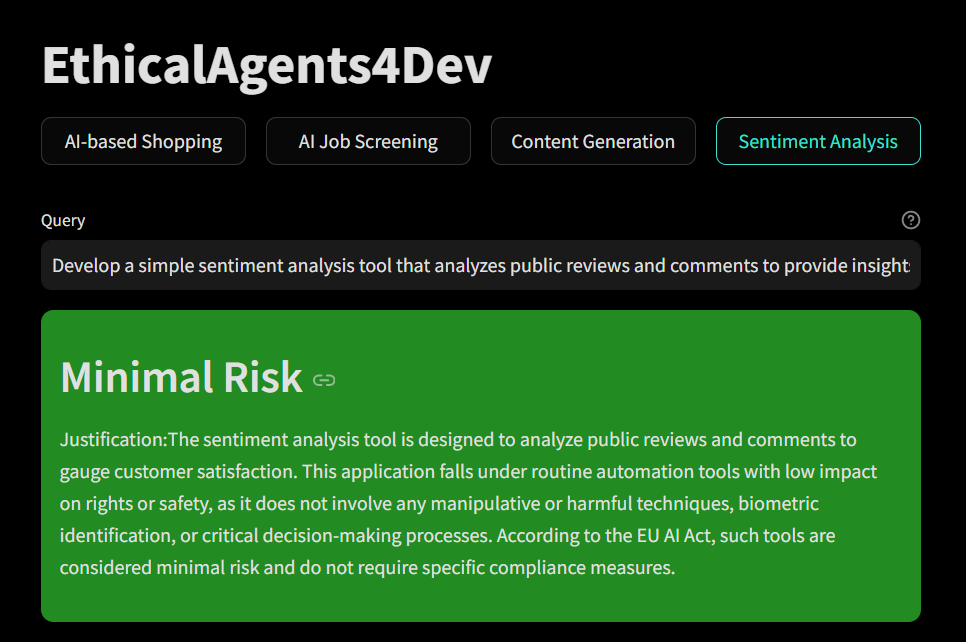 EthicalAgents4Dev
AI-based Shopping
AI Job Screening
Content Generation
Sentiment Analysis
Query
Develop a simple sentiment analysis tool that analyzes public reviews and comments to provide insight
Minimal Risk
Justification:The sentiment analysis tool is designed to analyze public reviews and comments to
gauge customer satisfaction. This application falls under routine automation tools with low impact
on rights or safety, as it does not involve any manipulative or harmful techniques, biometric
identification, or critical decision-making processes. According to the EU AI Act, such tools are
considered minimal risk and do not require specific compliance measures.